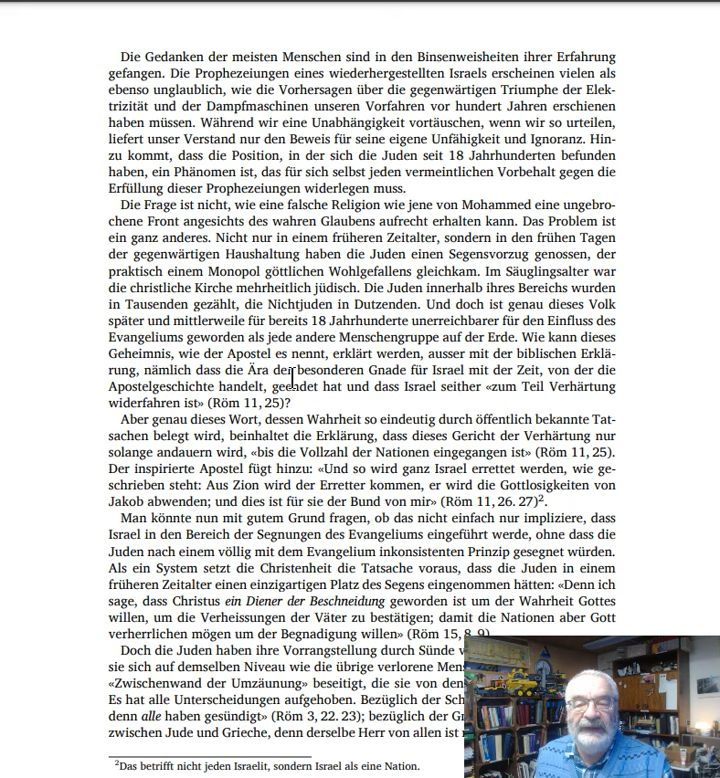 Die Gedanken der meisten Menschen sind in den Binsenweisheiten ihrer Erfahrung
gefangen. Die Prophezeiungen eines wiederhergestellten Israels erscheinen vielen als
ebenso unglaublich, wie die Vorhersagen über die gegenwärtigen Triumphe der Elek-
trizität und der Dampfmaschinen unseren Vorfahren vor hundert Jahren erschienen
haben müssen. Während wir eine Unabhängigkeit vortäuschen, wenn wir so urteilen,
liefert unser Verstand nur den Beweis für seine eigene Unfähigkeit und Ignoranz. Hin-
zu kommt, dass die Position, in der sich die Juden seit 18 Jahrhunderten befunden
haben, ein Phänomen ist, das für sich selbst jeden vermeintlichen Vorbehalt gegen die
Erfüllung dieser Prophezeiungen widerlegen muss.
Die Frage ist nicht, wie eine falsche Religion wie jene von Mohammed eine ungebro-
chene Front angesichts des wahren Glaubens aufrecht erhalten kann. Das Problem ist
ein ganz anderes. Nicht nur in einem früheren Zeitalter, sondern in den frühen Tagen
der gegenwärtigen Haushaltung haben die Juden einen Segensvorzug genossen, der
praktisch einem Monopol göttlichen Wohlgefallens gleichkam. Im Säuglingsalter war
die christliche Kirche mehrheitlich jüdisch. Die Juden innerhalb ihres Bereichs wurden
in Tausenden gezählt, die Nichtjuden in Dutzenden. Und doch ist genau dieses Volk
später und mittlerweile für bereits 18 Jahrhunderte unerreichbarer für den Einfluss des
Evangeliums geworden als jede andere Menschengruppe auf der Erde. Wie kann dieses
Geheimnis, wie der Apostel es nennt, erklärt werden, ausser mit der biblischen Erklä-
rung, nämlich dass die Ära der besonderen Gnade für Israel mit der Zeit, von der die
Apostelgeschichte handelt, geendet hat und dass Israel seither «zum Teil Verhärtung
widerfahren ist» (Röm 11, 25)?
Aber genau dieses Wort, dessen Wahrheit so eindeutig durch öffentlich bekannte Tat-
sachen belegt wird, beinhaltet die Erklärung, dass dieses Gericht der Verhärtung nur
solange andauern wird, «bis die Vollzahl der Nationen eingegangen ist» (Röm 11, 25).
Der inspirierte Apostel fügt hinzu: «Und so wird ganz Israel errettet werden, wie ge-
schrieben steht: Aus Zion wird der Erretter kommen, er wird die Gottlosigkeiten von
Jakob abwenden; und dies ist für sie der Bund von mir» (Röm 11, 26. 27)².
Man könnte nun mit gutem Grund fragen, ob das nicht einfach nur impliziere, dass
Israel in den Bereich der Segnungen des Evangeliums eingeführt werde, ohne dass die
Juden nach einem völlig mit dem Evangelium inkonsistenten Prinzip gesegnet würden.
Als ein System setzt die Christenheit die Tatsache voraus, dass die Juden in einem
früheren Zeitalter einen einzigartigen Platz des Segens eingenommen hätten: «Denn ich
sage, dass Christus ein Diener der Beschneidung geworden ist um der Wahrheit Gottes
willen, um die Verheissungen der Väter zu bestätigen; damit die Nationen aber Gott
verherrlichen mögen um der Begnadigung willen» (Röm 15, 8. 9).
Doch die Juden haben ihre Vorrangstellung durch Sünde
sie sich auf demselben Niveau wie die übrige verlorene
«Zwischenwand der Umzäunung» beseitigt, die sie von
Es hat alle Unterscheidungen aufgehoben. Bezüglich der
denn alle haben gesündigt» (Röm 3, 22. 23); bezüglich der
zwischen Jude und Grieche, denn derselbe Herr von allen ist
²Das betrifft nicht jeden Israelit, sondern Israel als eine Nation.